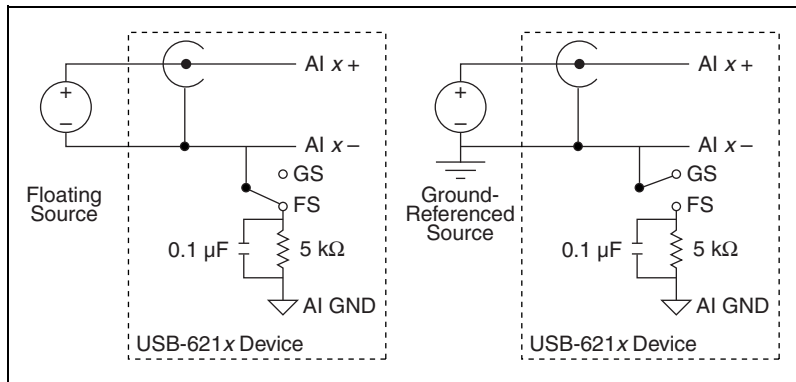 AI x+
+
–
AI x–
GS
FS
Floating
Source
0.1 µF
5 kΩ
AI GND
USB-621x Device
AI x+
+
–
AI x–
GS
FS
Ground-
Referenced
Source
0.1 µF
5 kΩ
AI GND
USB-621x Device